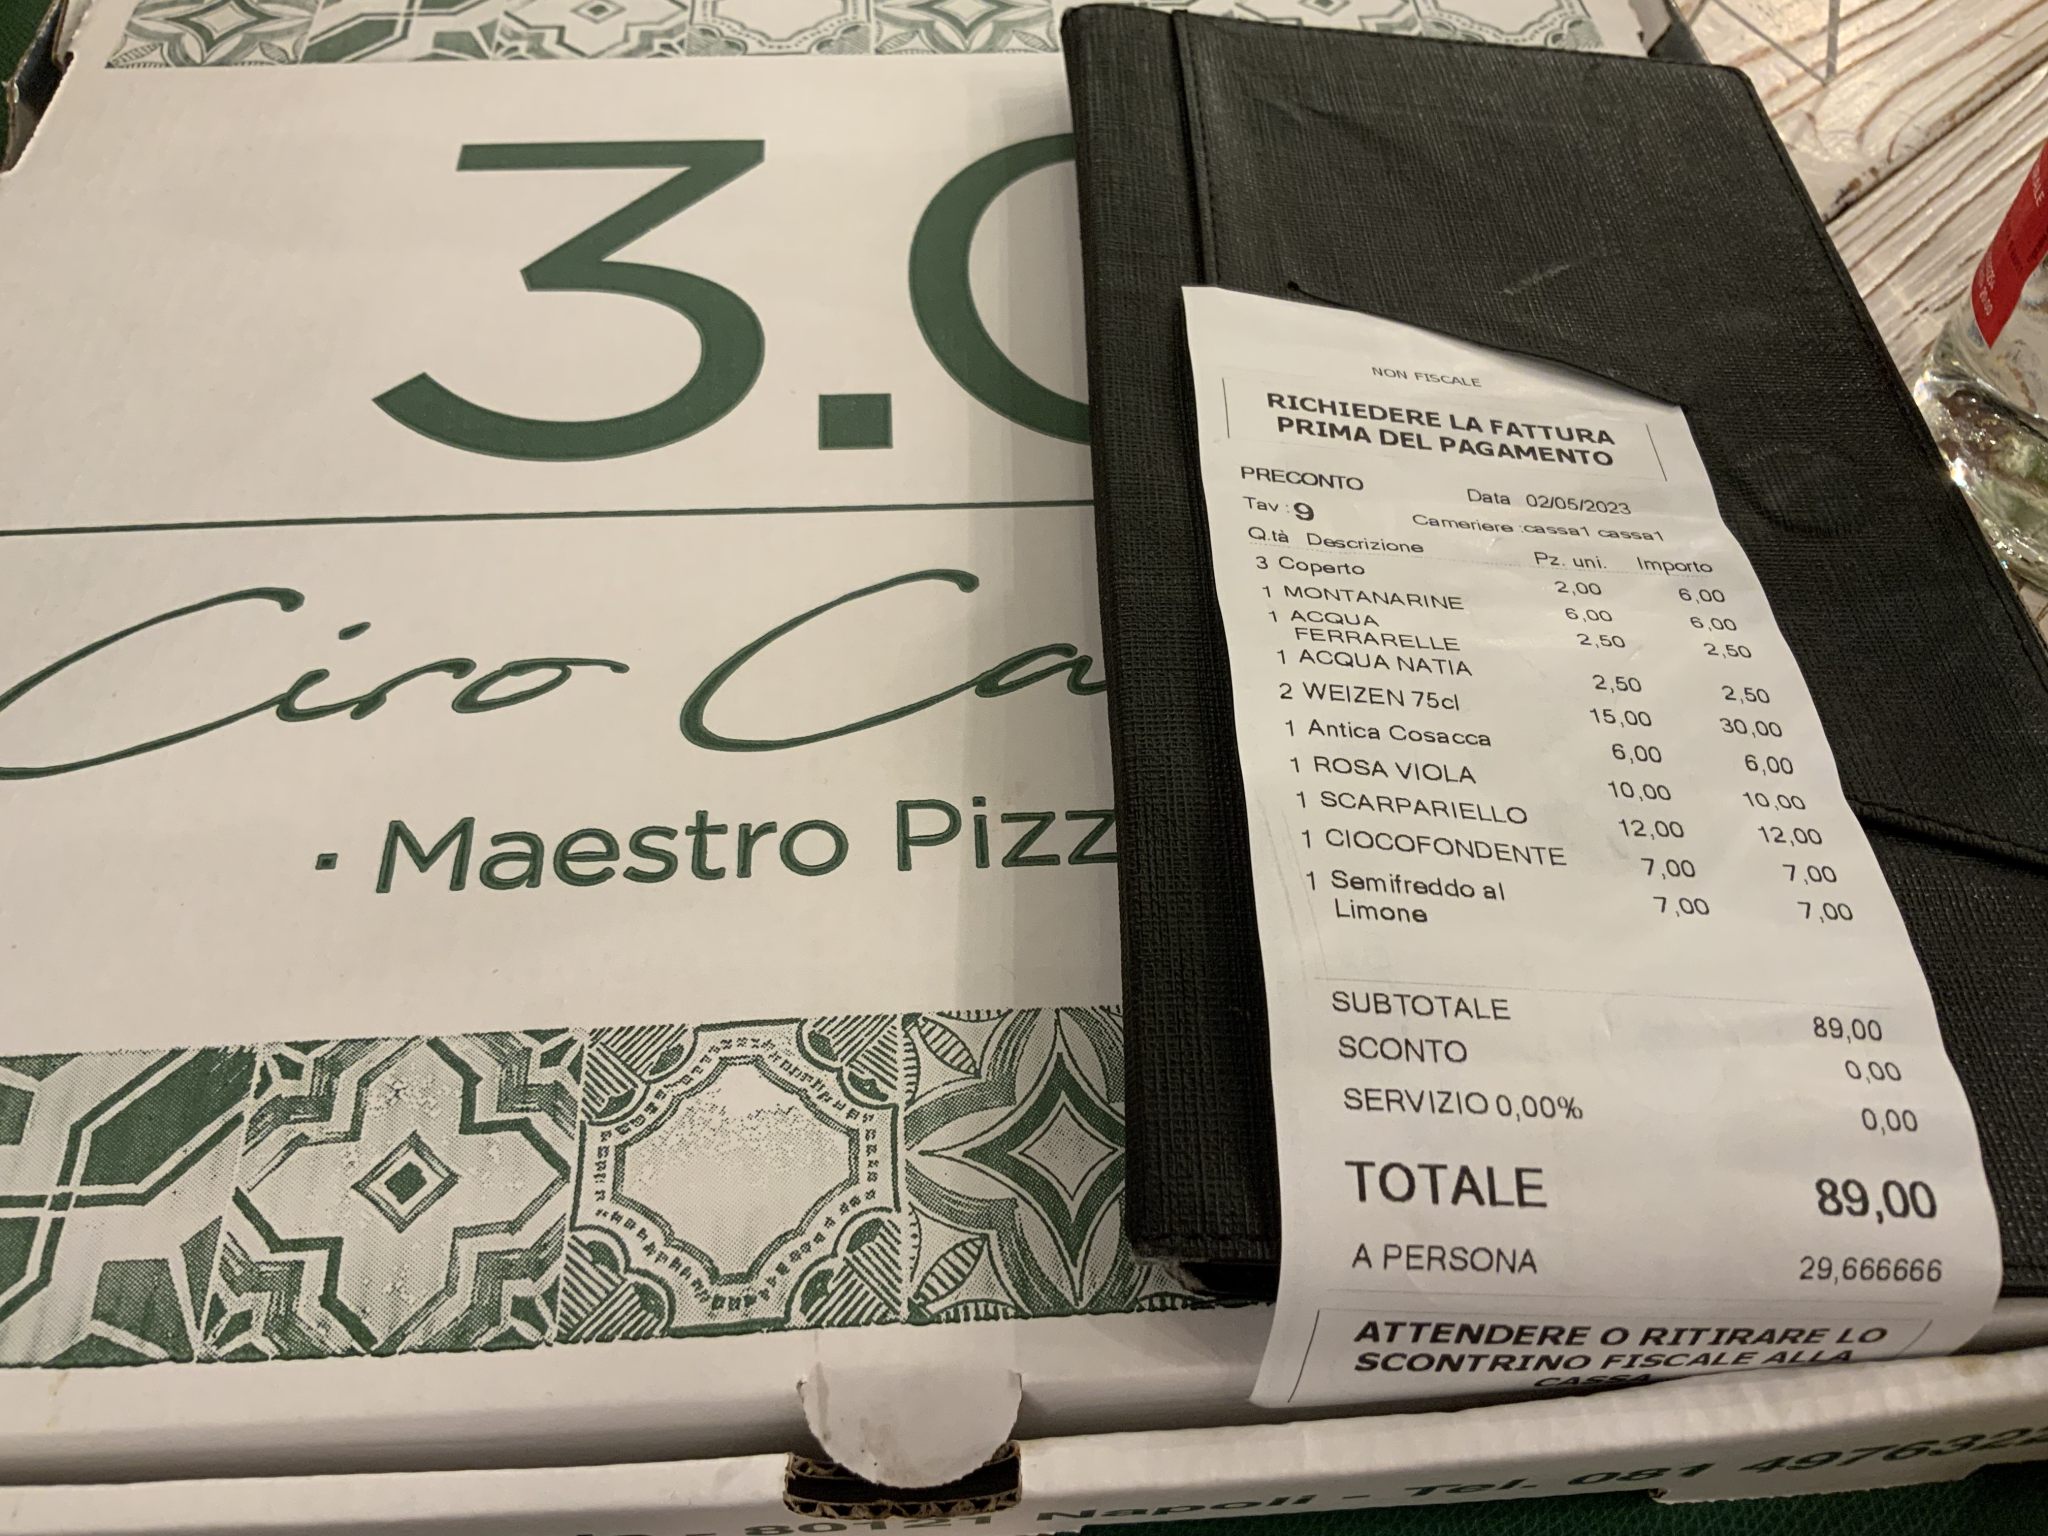 3.
Ciro Ca
· Maestro Pizz
NON FISCALE
RICHIEDERE LA FATTURA
PRIMA DEL PAGAMENTO
PRECONTO
Data 02/05/2023
Tav : 9
Cameriere :cassa1 cassa1
Q.tà Descrizione Pz. uni. Importo
3 Coperto 2,00 6,00
1 MONTANARINE 6,00 6,00
1 ACQUA
FERRARELLE 2,50 2,50
1 ACQUA NATIA 2,50 2,50
2 WEIZEN 75cl 15,00 30,00
1 Antica Cosacca 6,00 6,00
1 ROSA VIOLA 10,00 10,00
1 SCARPARIELLO 12,00 12,00
1 CIOCOFONDENTE 7,00 7,00
1 Semifreddo al
Limone 7,00 7,00
SUBTOTALE 89,00
SCONTO 0,00
SERVIZIO 0,00% 0,00
TOTALE 89,00
A PERSONA 29,666666
ATTENDERE O RITIRARE LO
SCONTRINO FISCALE ALLA
CASSA
- 80121 Napoli - Tel. 081 4976322